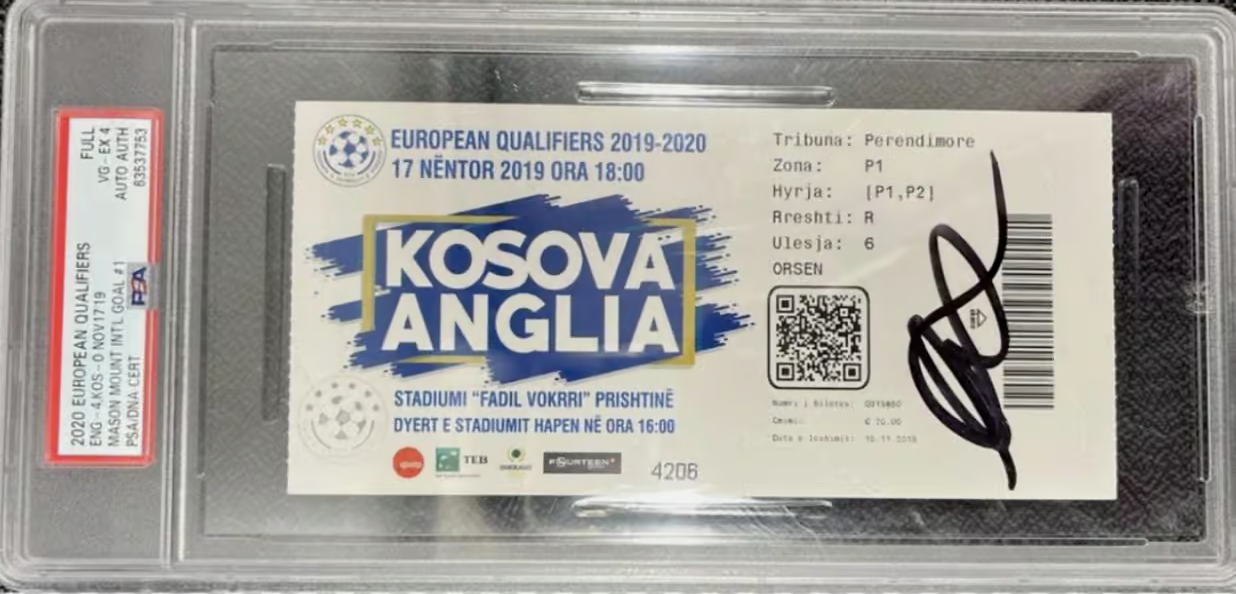 FULL
VG - EX 4
AUTO AUTH
63537753
2020 EUROPEAN QUALIFIERS
ENG-4,KOS-0 NOV1719
MASON MOUNT INT'L GOAL #1
PSA/DNA CERT
PSA
EUROPEAN QUALIFIERS 2019-2020
17 NËNTOR 2019 ORA 18:00
KOSOVA
ANGLIA
STADIUMI "FADIL VOKRRI" PRISHTINË
DYERT E STADIUMIT HAPEN NË ORA 16:00
TEB
FOURTEEN
4206
Tribuna: Perendimore
Zona: P1
Hyrja: [P1,P2]
Rreshti: R
Ulesja: 6
ORSEN